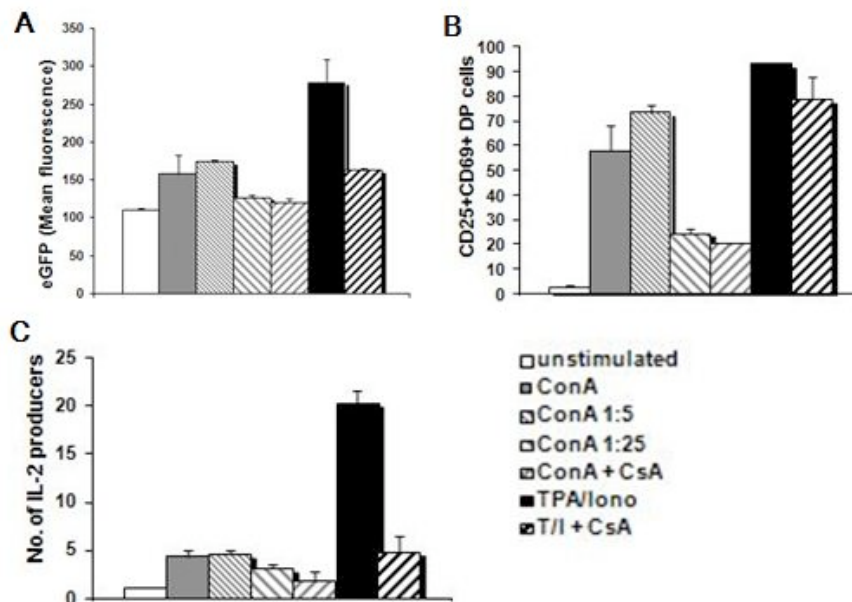 A
eGFP (Mean fluorescence)
350
300
250
200
150
100
50
0
B
CD25+CD69+ DP cells
100
90
80
70
60
50
40
30
20
10
0
C
No. of IL-2 producers
25
20
15
10
5
0
unstimulated
ConA
ConA 1:5
ConA 1:25
ConA + CsA
TPA/Iono
T/I + CsA